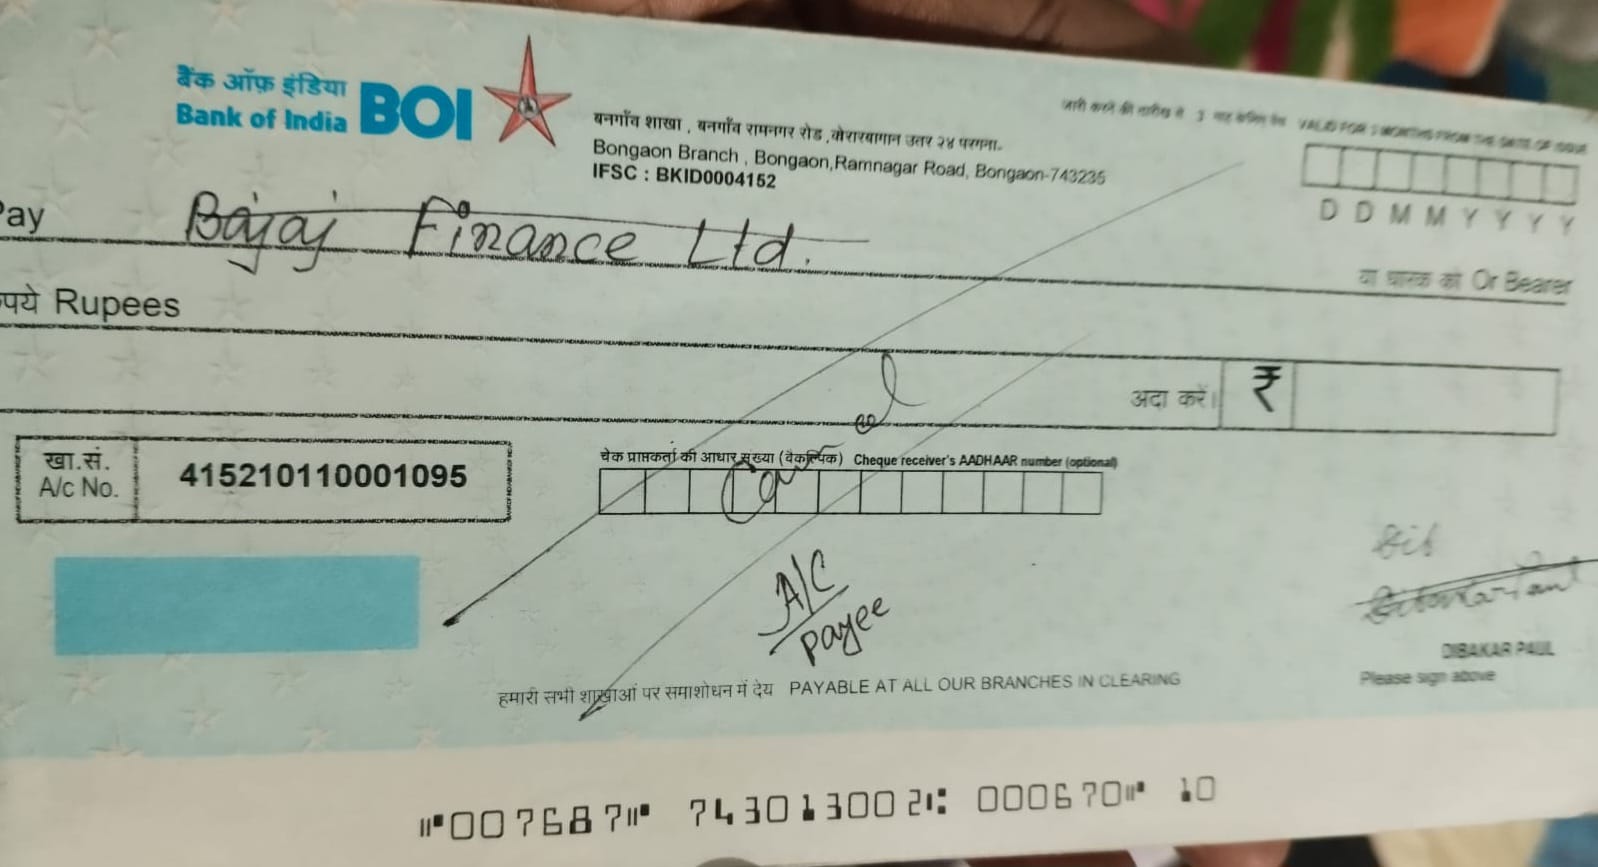 बैंक ऑफ़ इंडिया
Bank of India BOI
बनगाँव शाखा , बनगाँव रामनगर रोड ,बोरारबागान उत्तर २४ परगना-
Bongaon Branch , Bongaon,Ramnagar Road, Bongaon-743235
IFSC : BKID0004152
जारी करने की तारीख से 3 माह के लिए वैध VALID FOR 3 MONTHS FROM THE DATE OF ISSUE
D D M M Y Y Y Y
Pay Bajaj Finance Ltd.
या धारक को Or Bearer
रुपये Rupees
अदा करें। ₹
खा.सं.
A/c No. 415210110001095
चेक प्राप्तकर्ता की आधार संख्या (वैकल्पिक) Cheque receiver's AADHAAR number (optional)
Cancel
A/C
Payee
DIBAKAR PAUL
Please sign above
हमारी सभी शाखाओं पर समाशोधन में देय PAYABLE AT ALL OUR BRANCHES IN CLEARING
⑈007687⑈ 743013002⑆ 000670⑈ 10